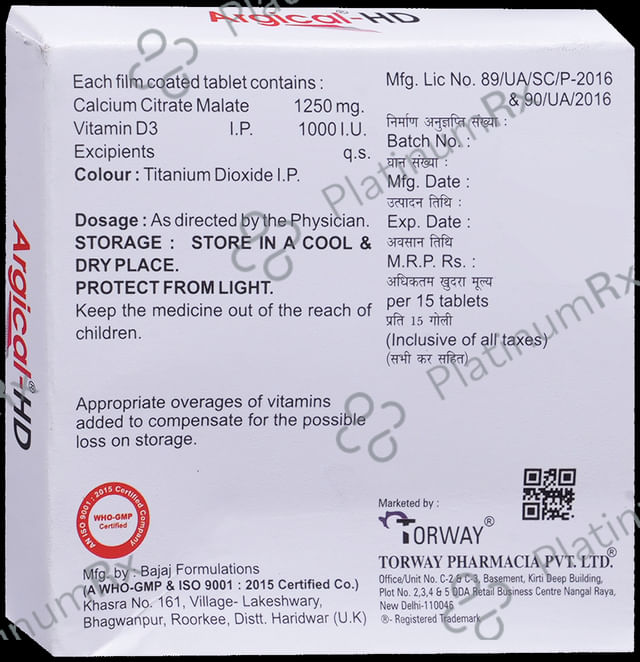 Argical®-HD
Each film coated tablet contains :
Calcium Citrate Malate 1250 mg.
Vitamin D3 I.P. 1000 I.U.
Excipients q.s.
Colour : Titanium Dioxide I.P.
Dosage : As directed by the Physician.
STORAGE : STORE IN A COOL &
DRY PLACE.
PROTECT FROM LIGHT.
Keep the medicine out of the reach of
children.
Appropriate overages of vitamins
added to compensate for the possible
loss on storage.
Mfg. Lic No. 89/UA/SC/P-2016
& 90/UA/2016
निर्माण अनुज्ञप्ति संख्या :
Batch No. :
घान संख्या :
Mfg. Date :
उत्पादन तिथि :
Exp. Date :
अवसान तिथि
M.R.P. Rs. :
अधिकतम खुदरा मूल्य
per 15 tablets
प्रति 15 गोली
(Inclusive of all taxes)
(सभी कर सहित)
Argical®-HD
AN ISO 9001 : 2015 Certified Company
WHO-GMP
Certified
Mfg. by : Bajaj Formulations
(A WHO-GMP & ISO 9001 : 2015 Certified Co.)
Khasra No. 161, Village- Lakeshwary,
Bhagwanpur, Roorkee, Distt. Haridwar (U.K)
Marketed by :
TORWAY®
TORWAY PHARMACIA PVT. LTD.®
Office/Unit No. C-2 & C-3, Basement, Kirti Deep Building,
Plot No. 2,3,4 & 5 DDA Retail Business Centre Nangal Raya,
New Delhi-110046
®- Registered Trademark
PlatinumRx
PlatinumRx
PlatinumRx
PlatinumRx
PlatinumRx